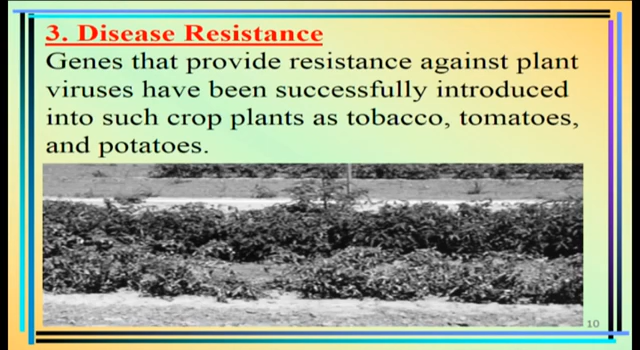 3. Disease Resistance
Genes that provide resistance against plant
viruses have been successfully introduced
into such crop plants as tobacco, tomatoes,
and potatoes.
10